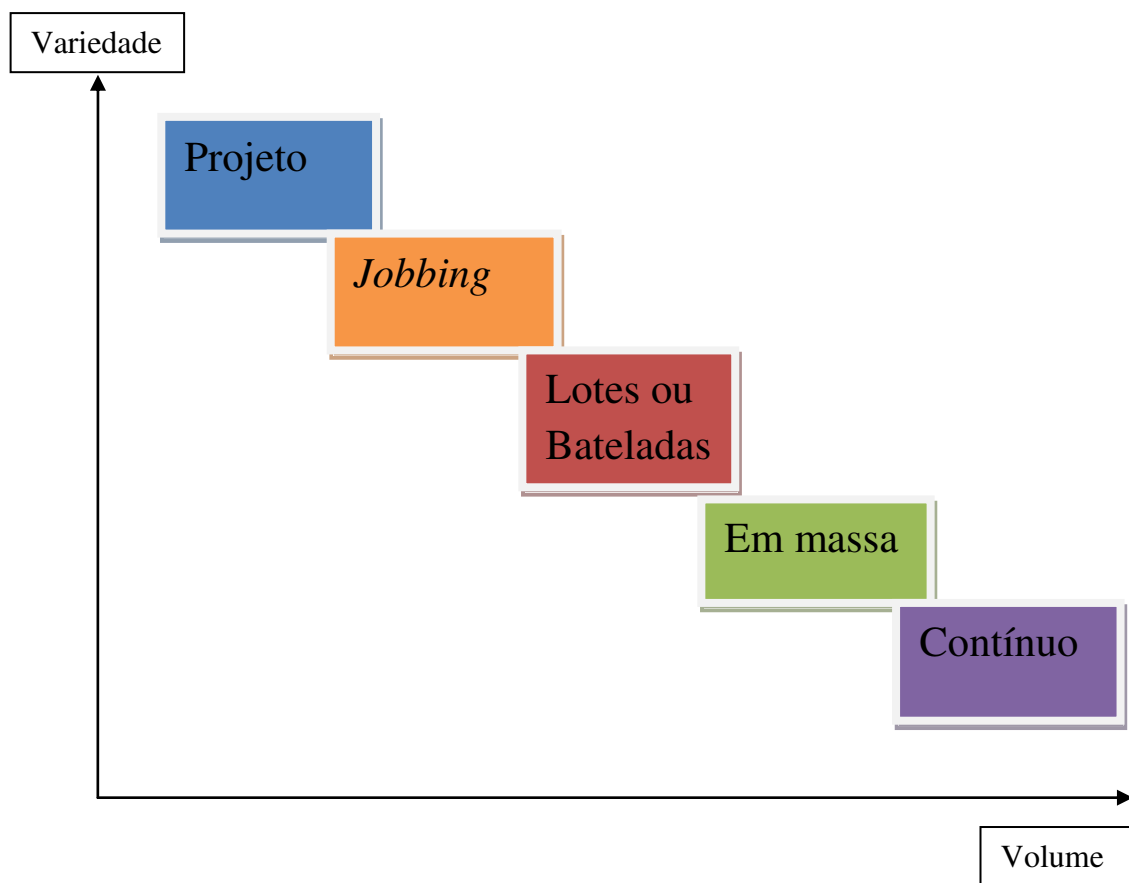 Variedade
Projeto
Jobbing
Lotes ou
Bateladas
Em massa
Contínuo
Volume